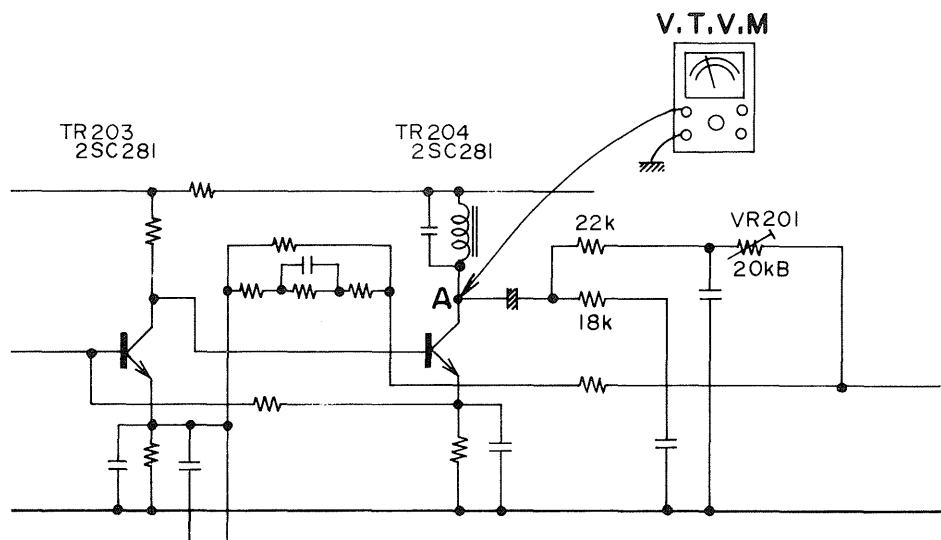 V.T.V.M
TR203
2SC281
TR204
2SC281
22k
VR201
20kB
A
18k